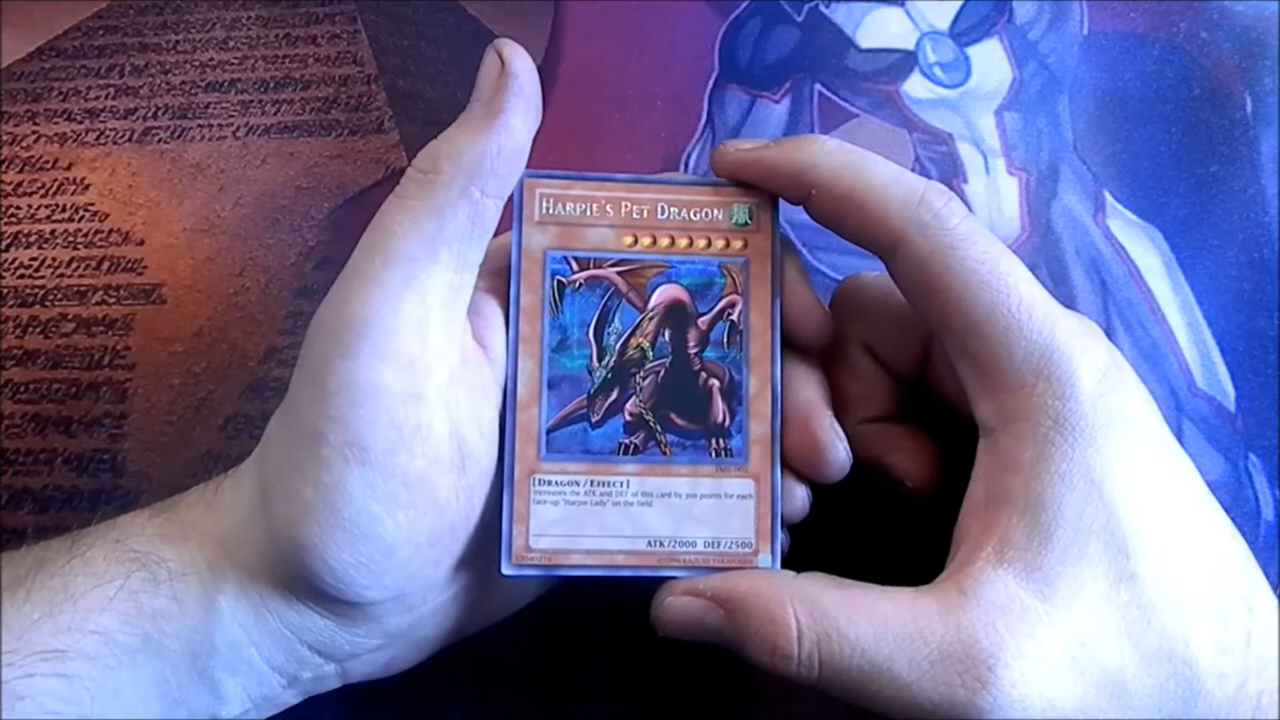 HARPIE'S PET DRAGON
[DRAGON/EFFECT]
Increases the ATK and DEF of this card by 300 points for each
face-up "Harpie Lady" on the field.
ATK/2000 DEF/2500
©1996 KAZUKI TAKAHASHI